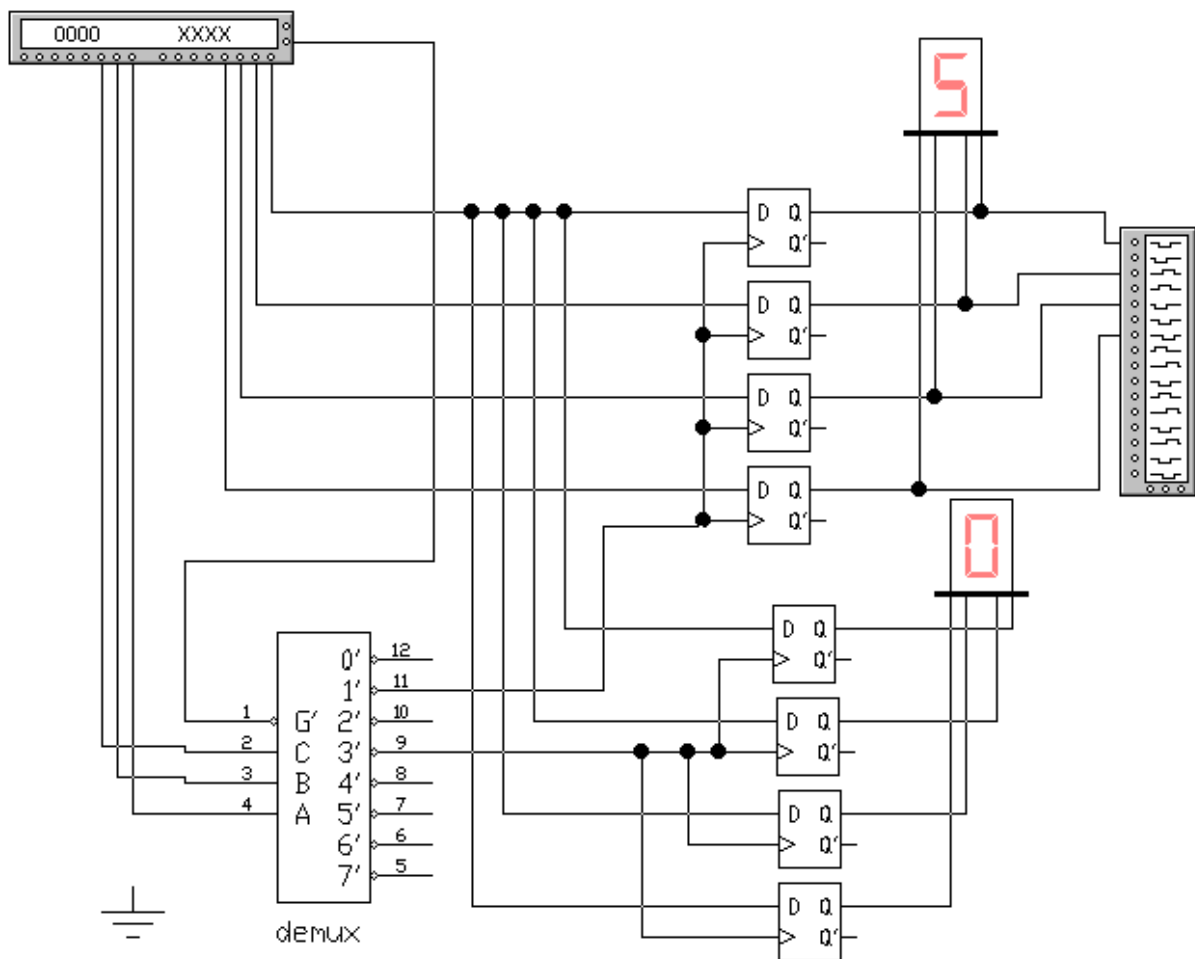 0000 XXXX
5
D Q
Q'
D Q
Q'
D Q
Q'
D Q
Q'
0
D Q
Q'
D Q
Q'
D Q
Q'
D Q
Q'
0' 12
1' 11
1 G' 2' 10
2 C 3' 9
3 B 4' 8
4 A 5' 7
6' 6
7' 5
demux